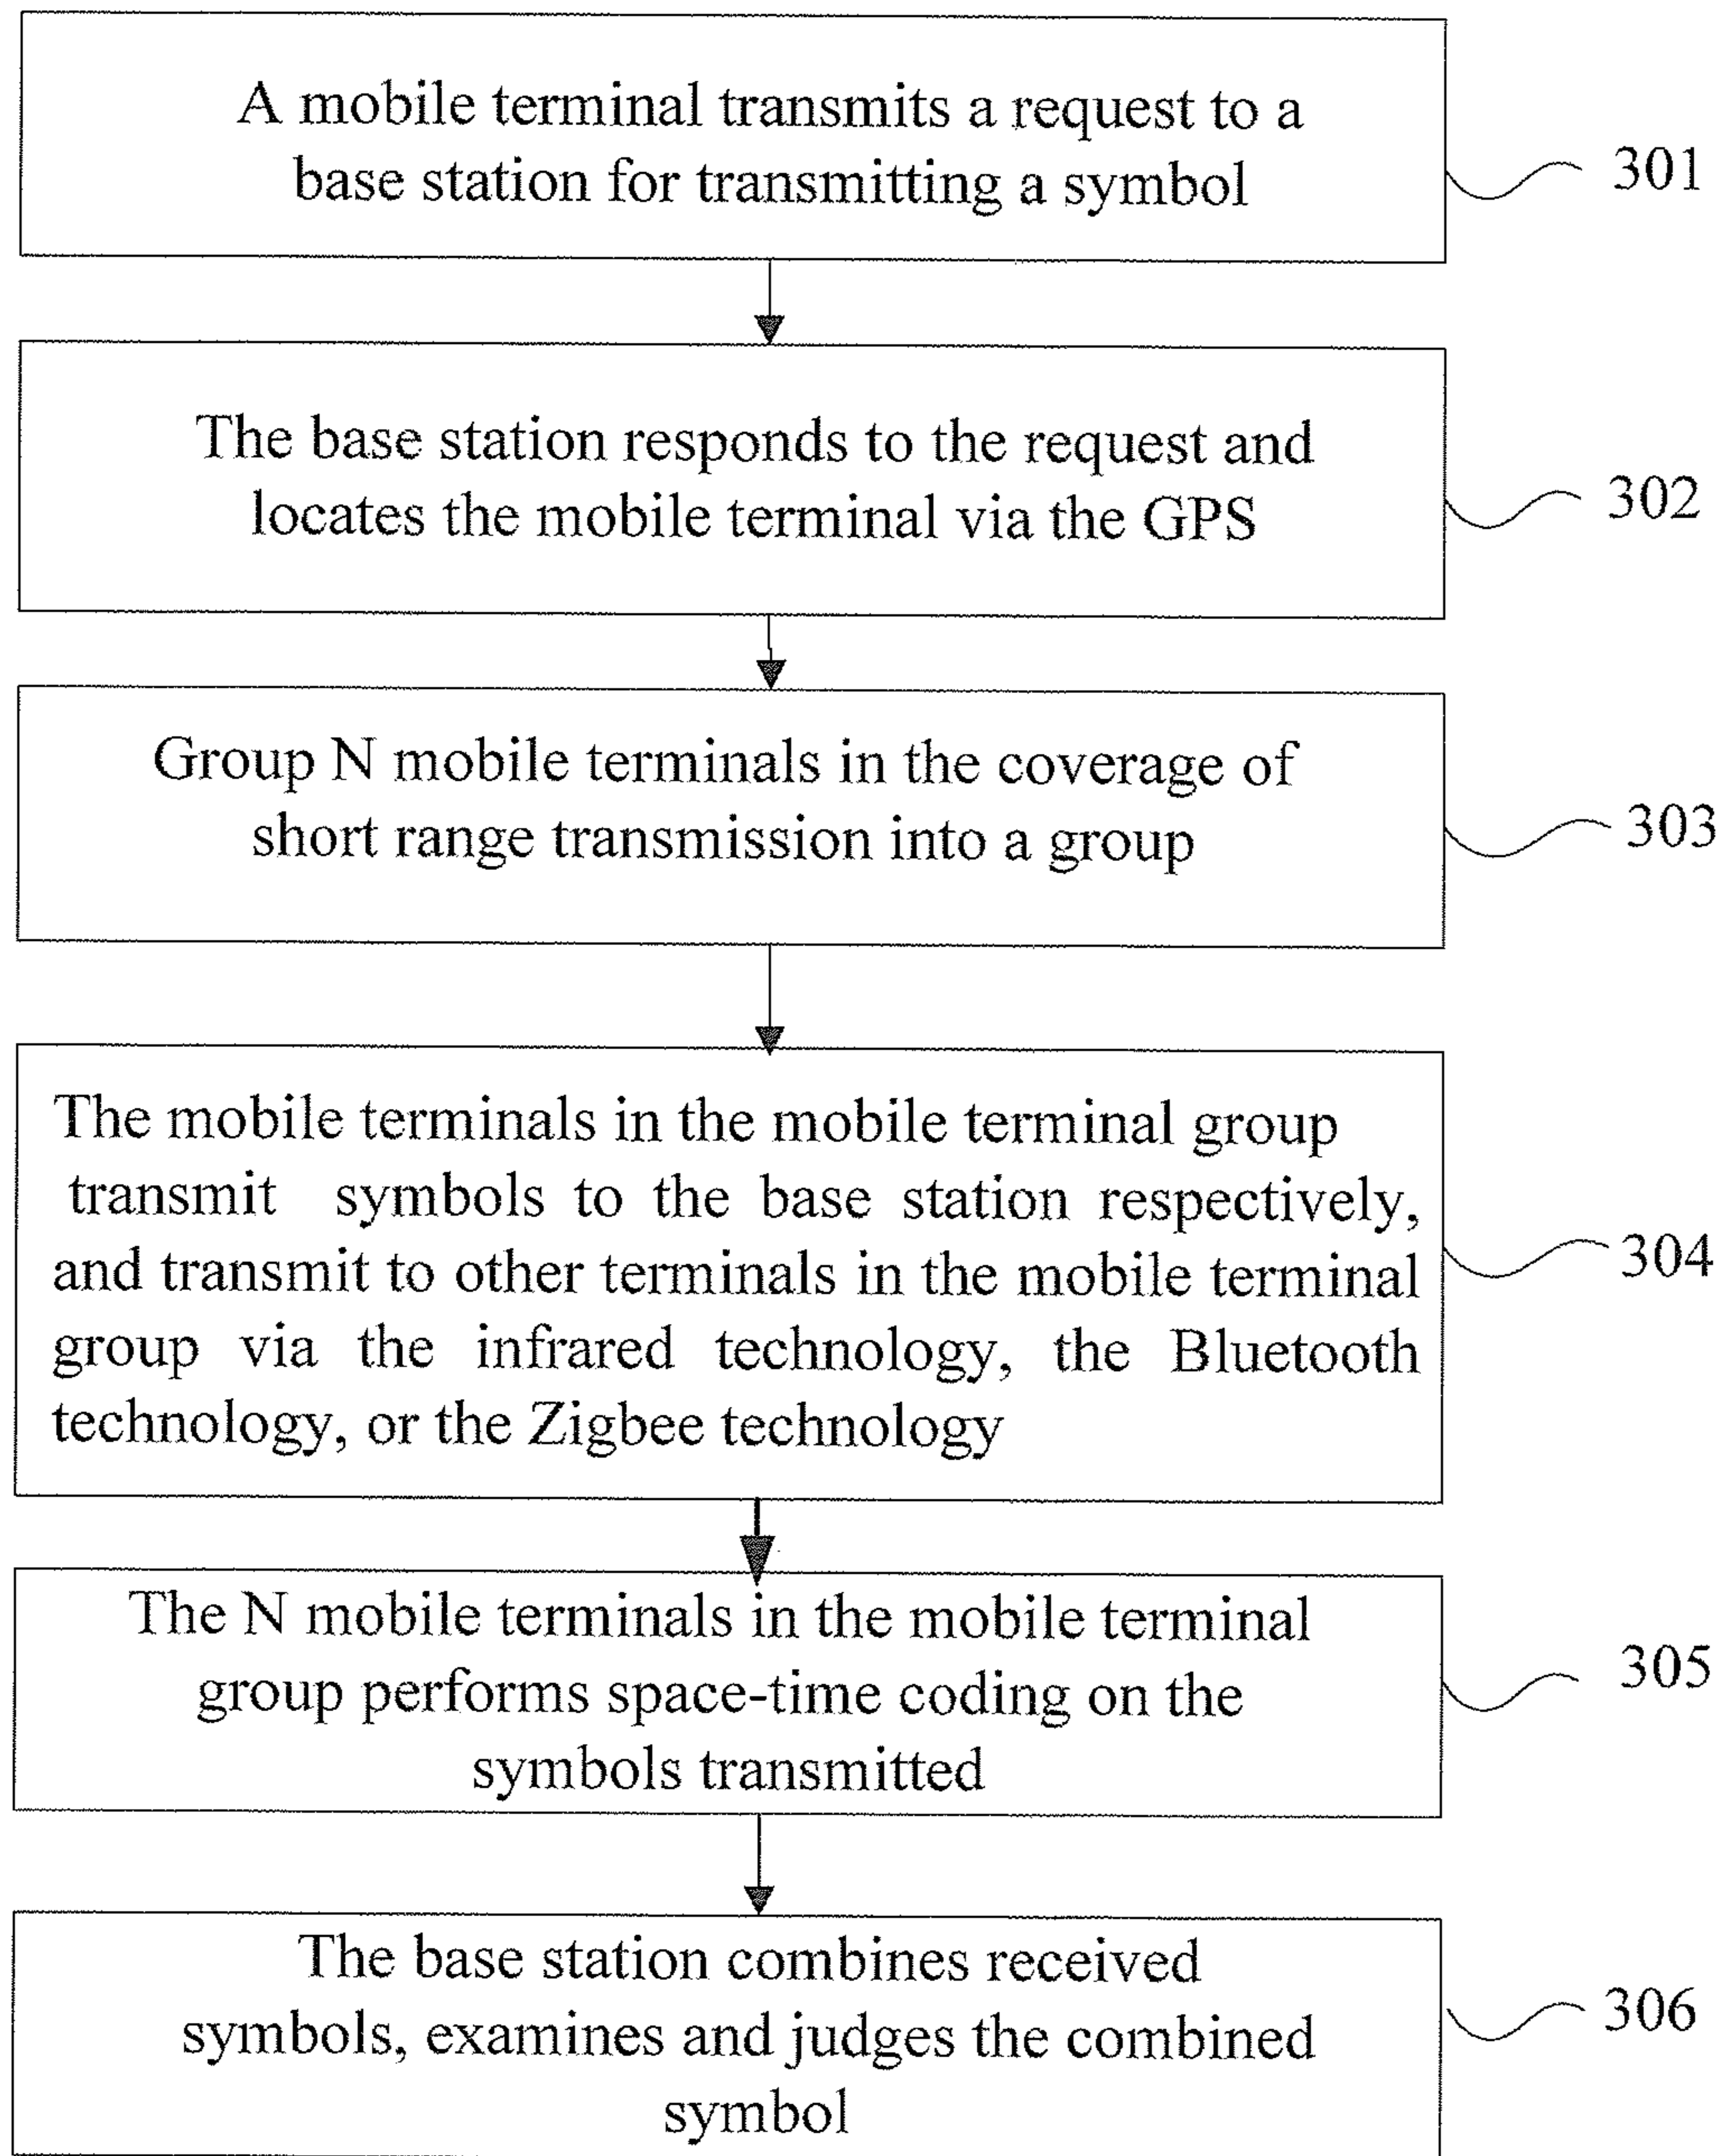 A mobile terminal transmits a request to a
base station for transmitting a symbol
301
The base station responds to the request and
locates the mobile terminal via the GPS
302
Group N mobile terminals in the coverage of
short range transmission into a group
303
The mobile terminals in the mobile terminal group
transmit symbols to the base station respectively,
and transmit to other terminals in the mobile terminal
group via the infrared technology, the Bluetooth
technology, or the Zigbee technology
304
The N mobile terminals in the mobile terminal
group performs space-time coding on the
symbols transmitted
305
The base station combines received
symbols, examines and judges the combined
symbol
306